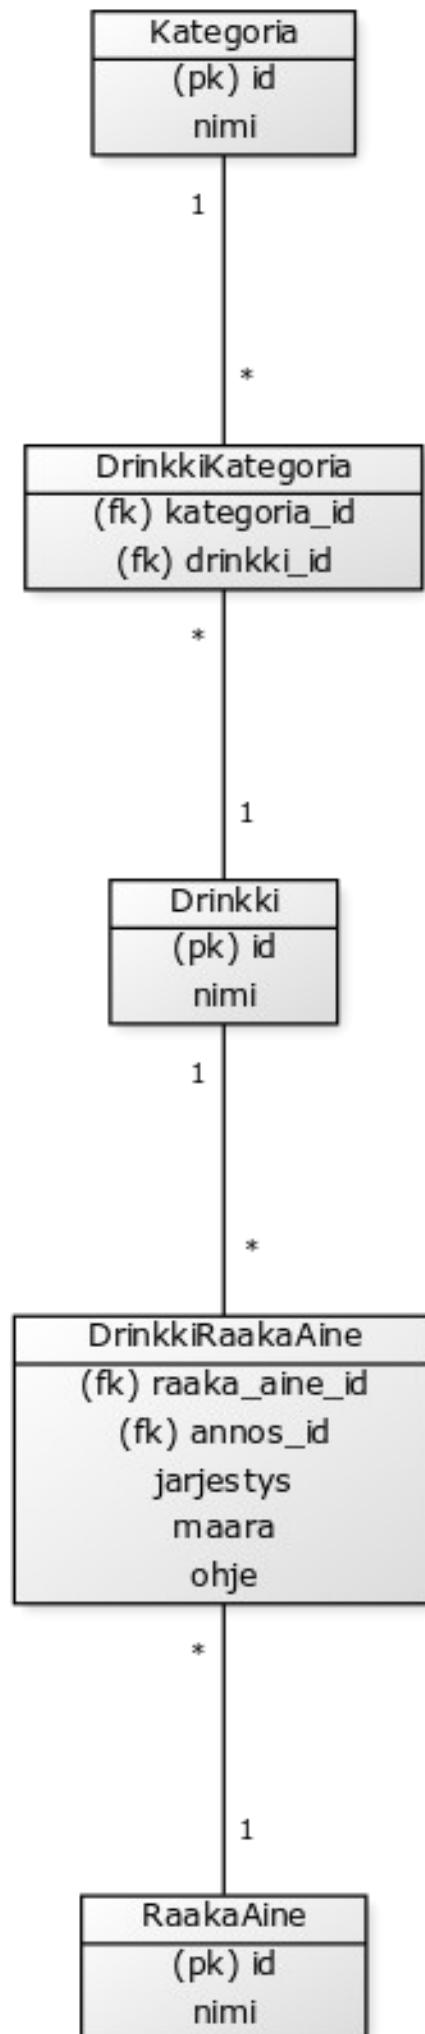 Kategoria
(pk) id
nimi
1
*
DrinkkiKategoria
(fk) kategoria_id
(fk) drinkki_id
*
1
Drinkki
(pk) id
nimi
1
*
DrinkkiRaakaAine
(fk) raaka_aine_id
(fk) annos_id
jarjestys
maara
ohje
*
1
RaakaAine
(pk) id
nimi